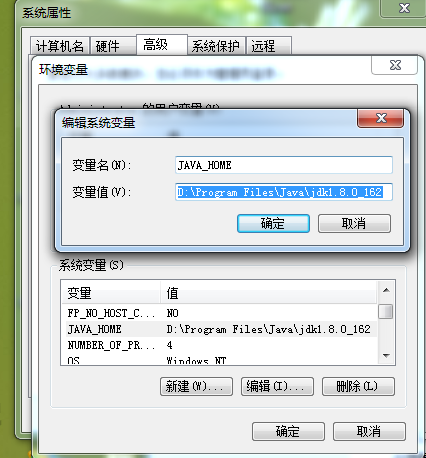 系统属性
计算机名 硬件 高级 系统保护 远程
环境变量
的用户变量(U)
编辑系统变量
变量名(N): JAVA_HOME
变量值(V): D:\Program Files\Java\jdk1.8.0_162
确定 取消
系统变量(S)
变量 值
FP_NO_HOST_C... NO
JAVA_HOME D:\Program Files\Java\jdk1.8.0_162
NUMBER_OF_PR... 4
OS Windows_NT
新建(W)... 编辑(I)... 删除(L)
确定 取消